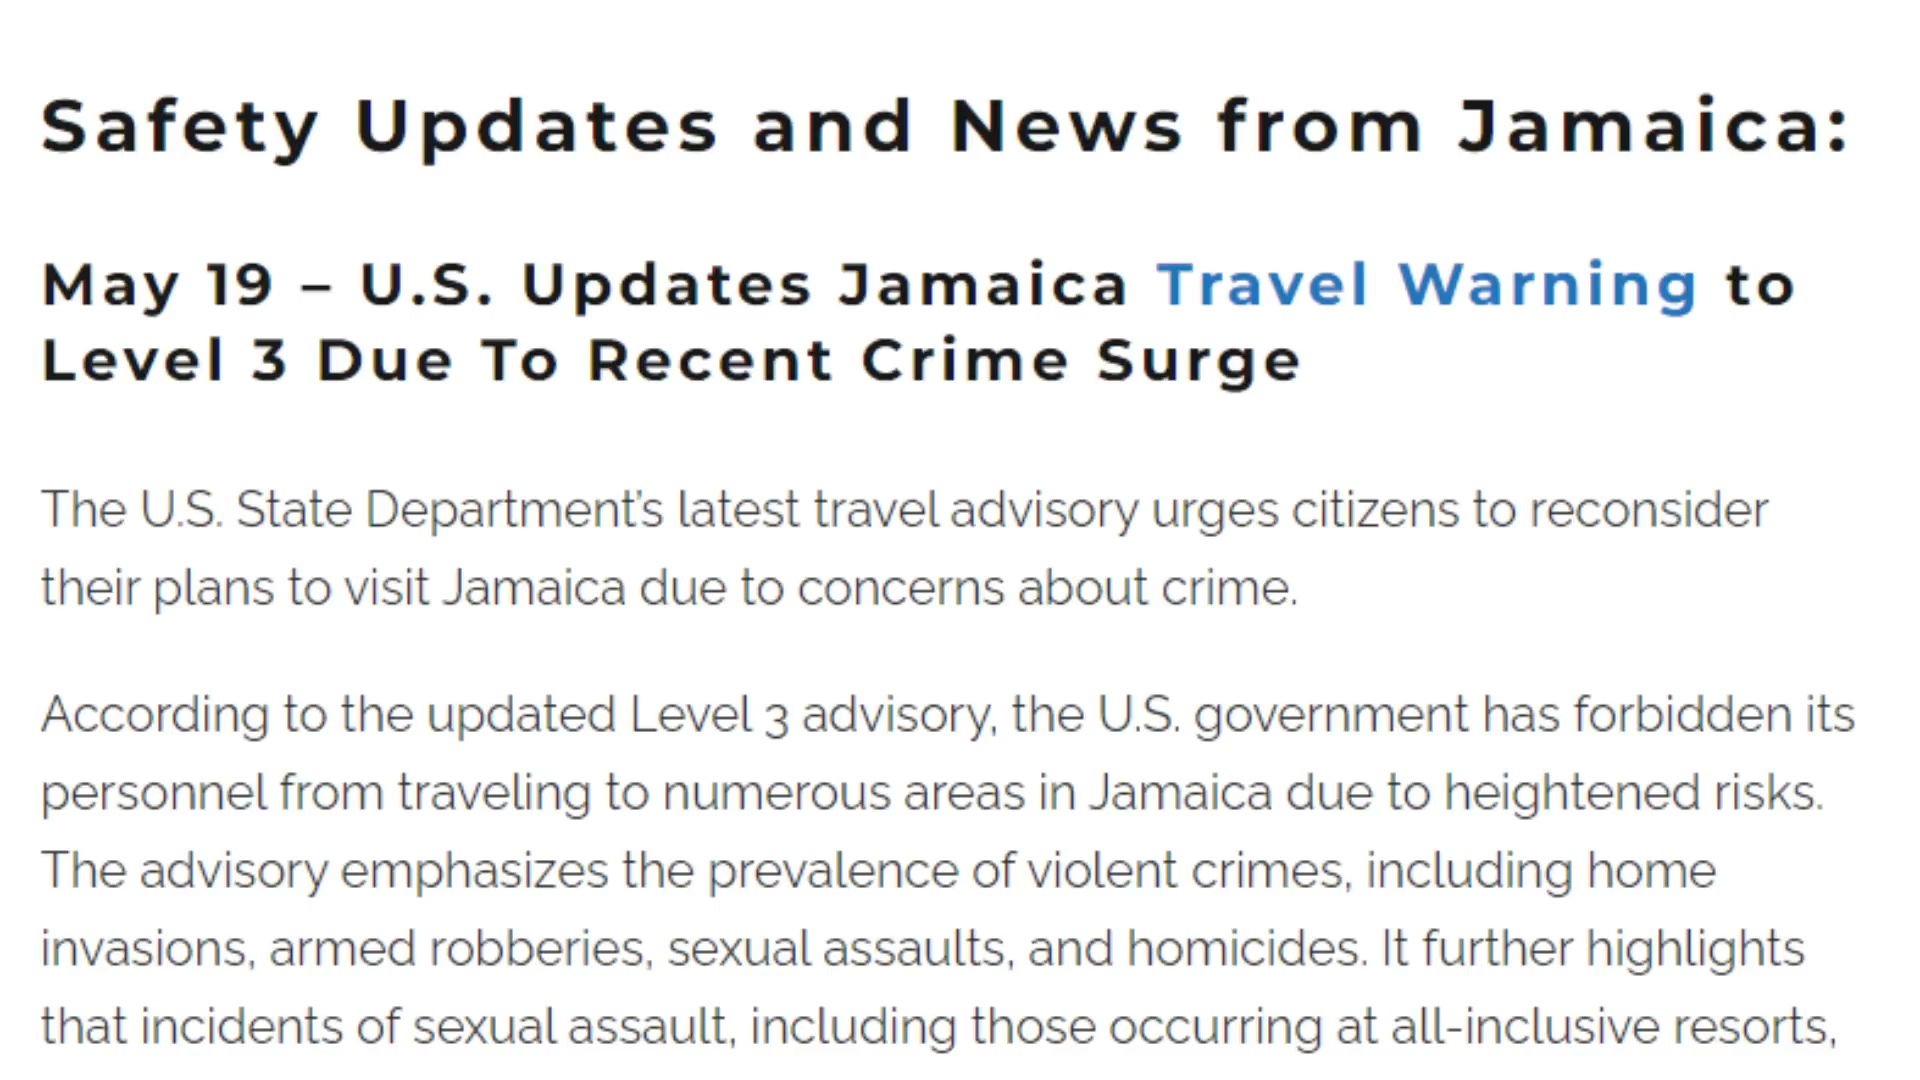 Safety Updates and News from Jamaica:
May 19 – U.S. Updates Jamaica Travel Warning to
Level 3 Due To Recent Crime Surge
The U.S. State Department’s latest travel advisory urges citizens to reconsider
their plans to visit Jamaica due to concerns about crime.
According to the updated Level 3 advisory, the U.S. government has forbidden its
personnel from traveling to numerous areas in Jamaica due to heightened risks.
The advisory emphasizes the prevalence of violent crimes, including home
invasions, armed robberies, sexual assaults, and homicides. It further highlights
that incidents of sexual assault, including those occurring at all-inclusive resorts,